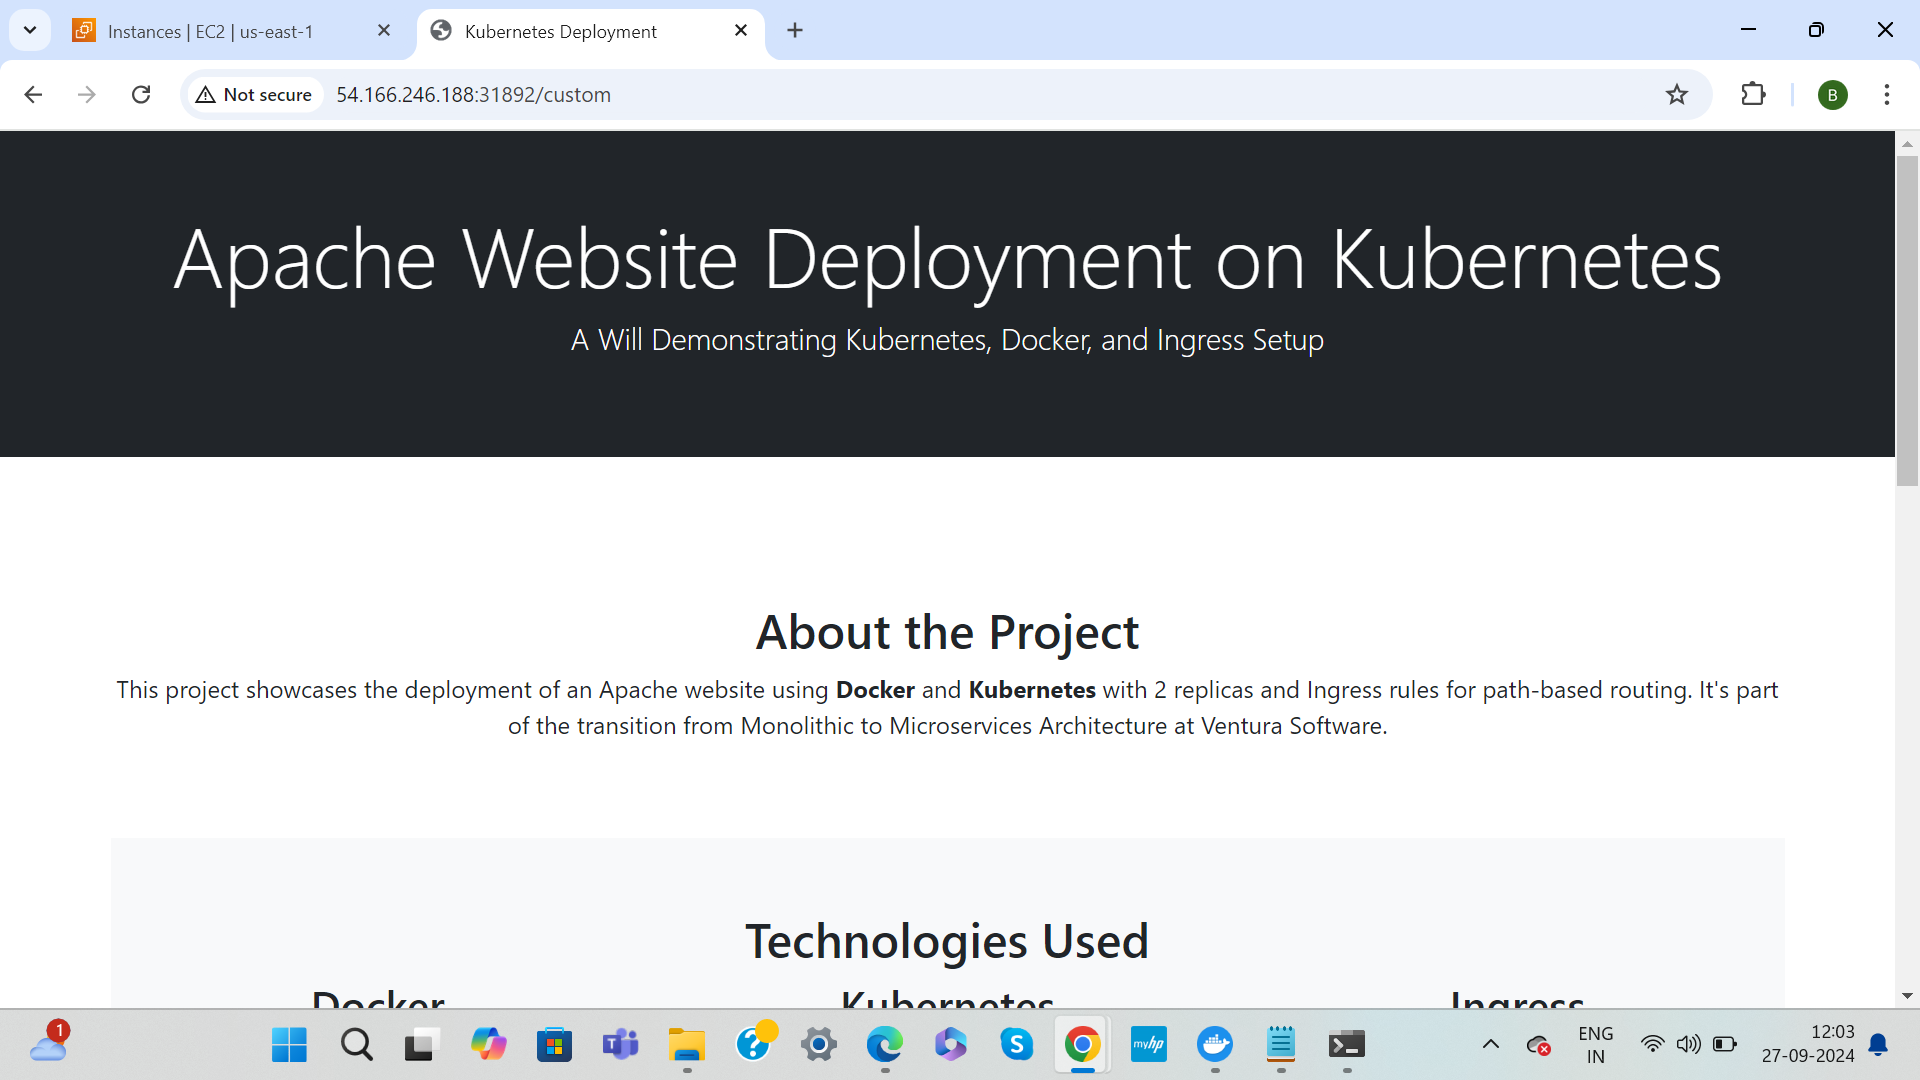 Instances | EC2 | us-east-1
Kubernetes Deployment
Not secure
54.166.246.188:31892/custom
B
Apache Website Deployment on Kubernetes
A Will Demonstrating Kubernetes, Docker, and Ingress Setup
About the Project
This project showcases the deployment of an Apache website using Docker and Kubernetes with 2 replicas and Ingress rules for path-based routing. It's part
of the transition from Monolithic to Microservices Architecture at Ventura Software.
Technologies Used
Docker Kubernetes Ingress
1
T
S
myhp
ENG
IN
12:03
27-09-2024